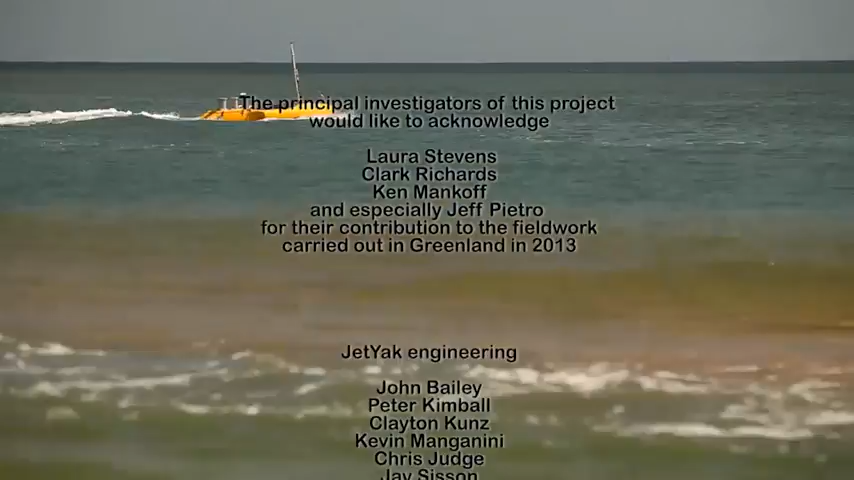 The principal investigators of this project
would like to acknowledge
Laura Stevens
Clark Richards
Ken Mankoff
and especially Jeff Pietro
for their contribution to the fieldwork
carried out in Greenland in 2013
JetYak engineering
John Bailey
Peter Kimball
Clayton Kunz
Kevin Manganini
Chris Judge
Jay Sisson